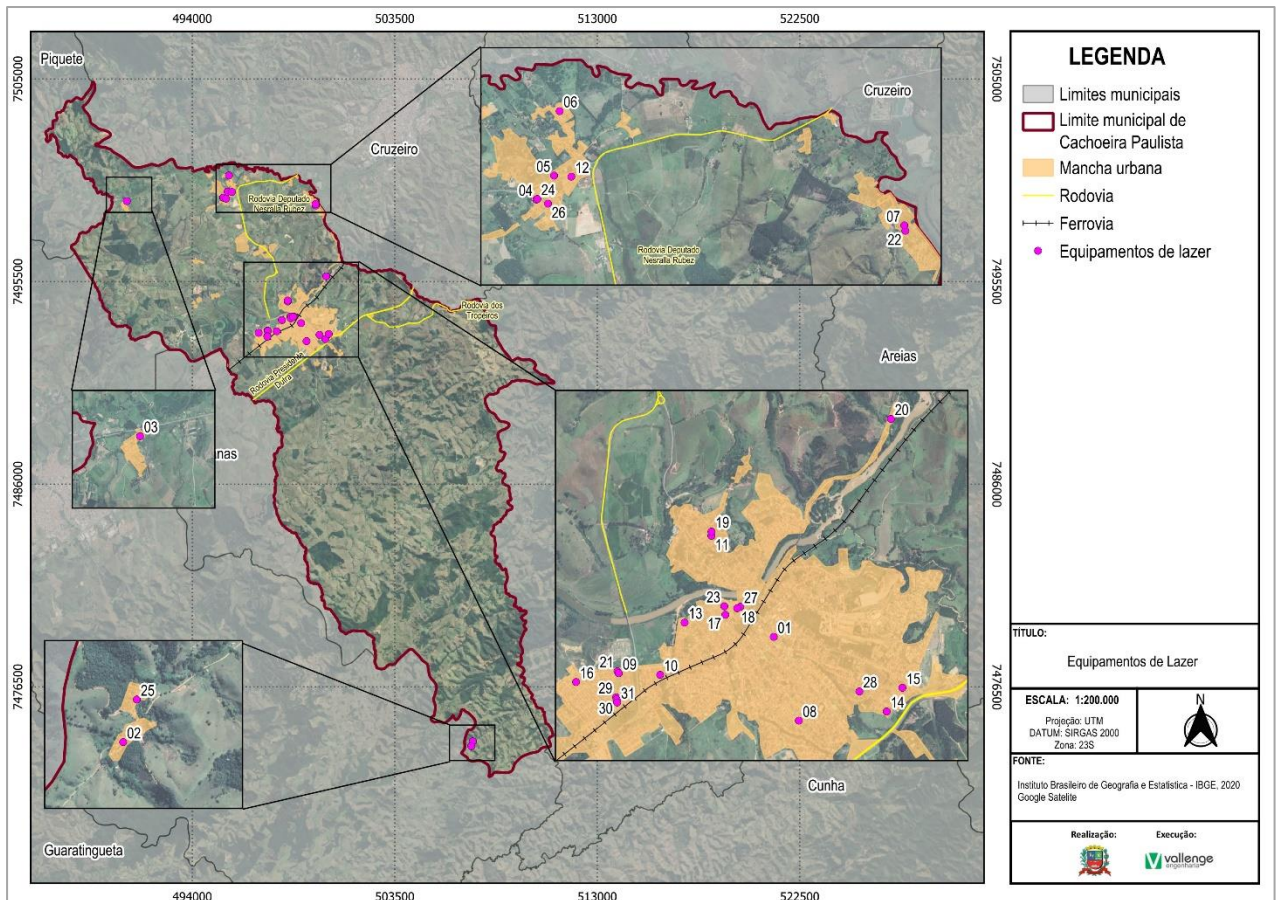 494000
503500
513000
522500
7505000
7495500
7486000
7476500
7505000
7495500
7486000
7476500
494000
503500
513000
522500
Piquete
Cruzeiro
Rodovia Deputado
Nesralla Rubez
Rodovia dos
Tropeiros
Rodovia Presidente
Dutra
Areias
anas
Cunha
Guaratingueta
Cruzeiro
06
05
12
04
24
26
07
22
Rodovia Deputado
Nesralla Rubez
03
25
02
20
19
11
23
27
13
17
18
01
21
09
10
16
29
31
30
28
15
14
08
LEGENDA
Limites municipais
Limite municipal de
Cachoeira Paulista
Mancha urbana
Rodovia
Ferrovia
Equipamentos de lazer
TÍTULO:
Equipamentos de Lazer
ESCALA: 1:200.000
Projeção: UTM
DATUM: SIRGAS 2000
Zona: 23S
N
FONTE:
Instituto Brasileiro de Geografia e Estatistica - IBGE, 2020
Google Satelite
Realização:
Execução:
vallenge
engenharia